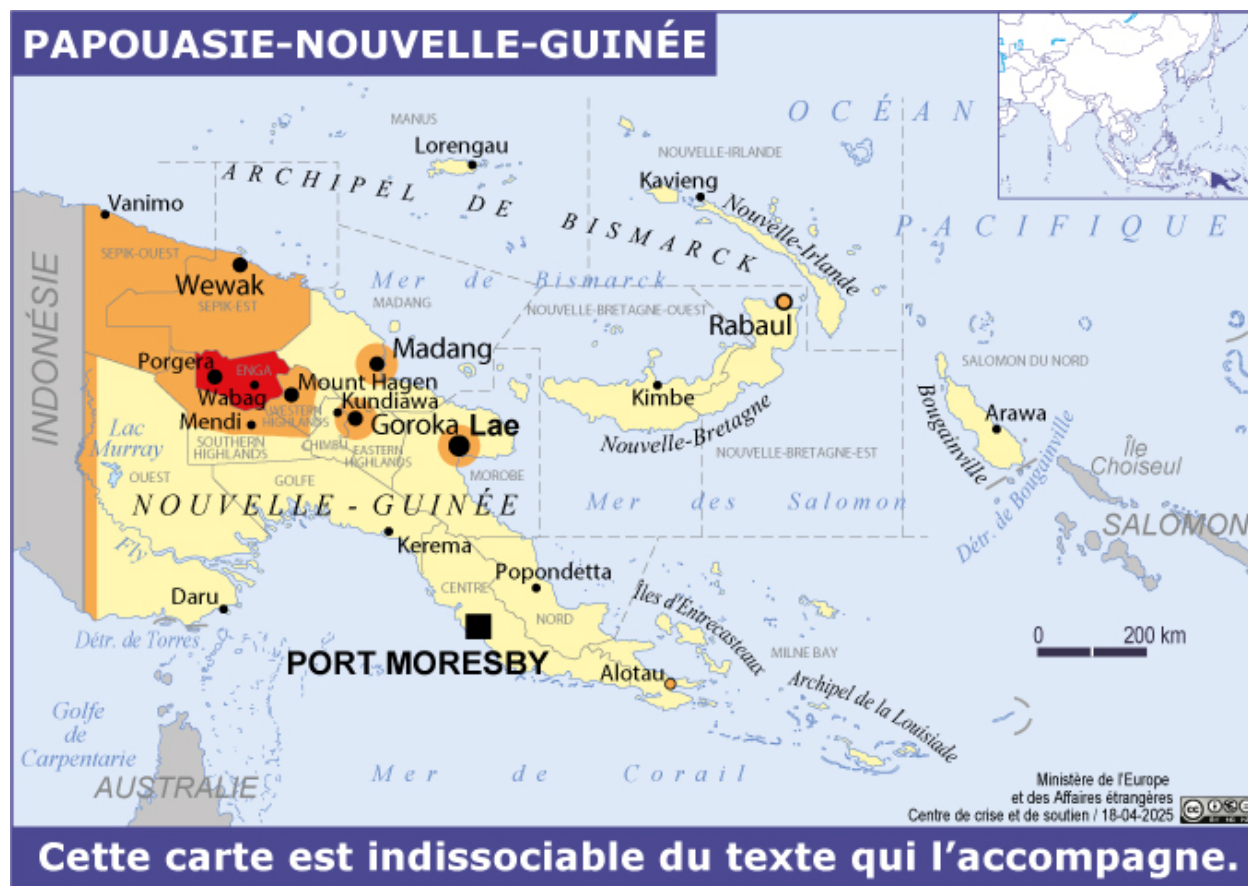 PAPOUASIE-NOUVELLE-GUINÉE
OCÉAN
PACIFIQUE
MANUS
Lorengau
NOUVELLE-IRLANDE
Kavieng
ARCHIPEL DE BISMARCK
Nouvelle-Irlande
Vanimo
SEPIK-OUEST
Wewak
SEPIK-EST
Mer de Bismarck
MADANG
NOUVELLE-BRETAGNE-OUEST
Rabaul
INDONÉSIE
Porgera
ENGA
Madang
Wabag
Mount Hagen
WESTERN
HIGHLANDS
Kundiawa
Mendi
Goroka
Lae
SOUTHERN
HIGHLANDS
CHIMBU
EASTERN
HIGHLANDS
MOROBE
Kimbe
Nouvelle-Bretagne
NOUVELLE-BRETAGNE-EST
SALOMON DU NORD
Bougainville
Arawa
Détr. de Bougainville
Île
Choiseul
SALOMON
Lac
Murray
OUEST
GOLFE
NOUVELLE - GUINÉE
Mer des Salomon
Fly
Kerema
Daru
Popondetta
CENTRE
NORD
Îles d'Entrecasteaux
Détr. de Torres
PORT MORESBY
MILNE BAY
Alotau
Archipel de la Louisiade
0 200 km
Golfe
de
Carpentarie
AUSTRALIE
Mer de Corail
Ministère de l'Europe
et des Affaires étrangères
Centre de crise et de soutien / 18-04-2025
Cette carte est indissociable du texte qui l'accompagne.